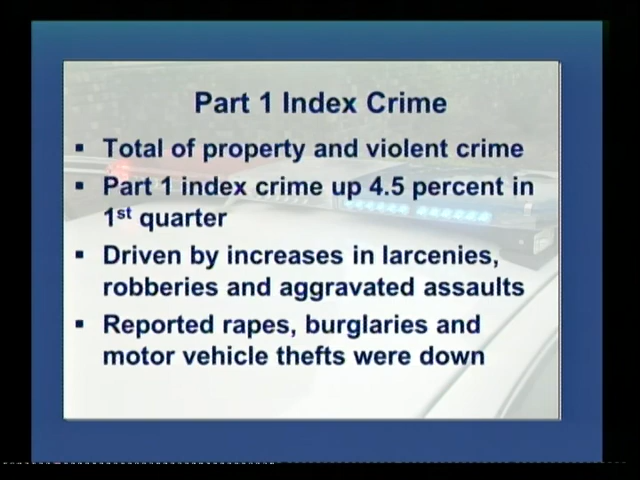 Part 1 Index Crime
▪ Total of property and violent crime
▪ Part 1 index crime up 4.5 percent in
1st quarter
▪ Driven by increases in larcenies,
robberies and aggravated assaults
▪ Reported rapes, burglaries and
motor vehicle thefts were down